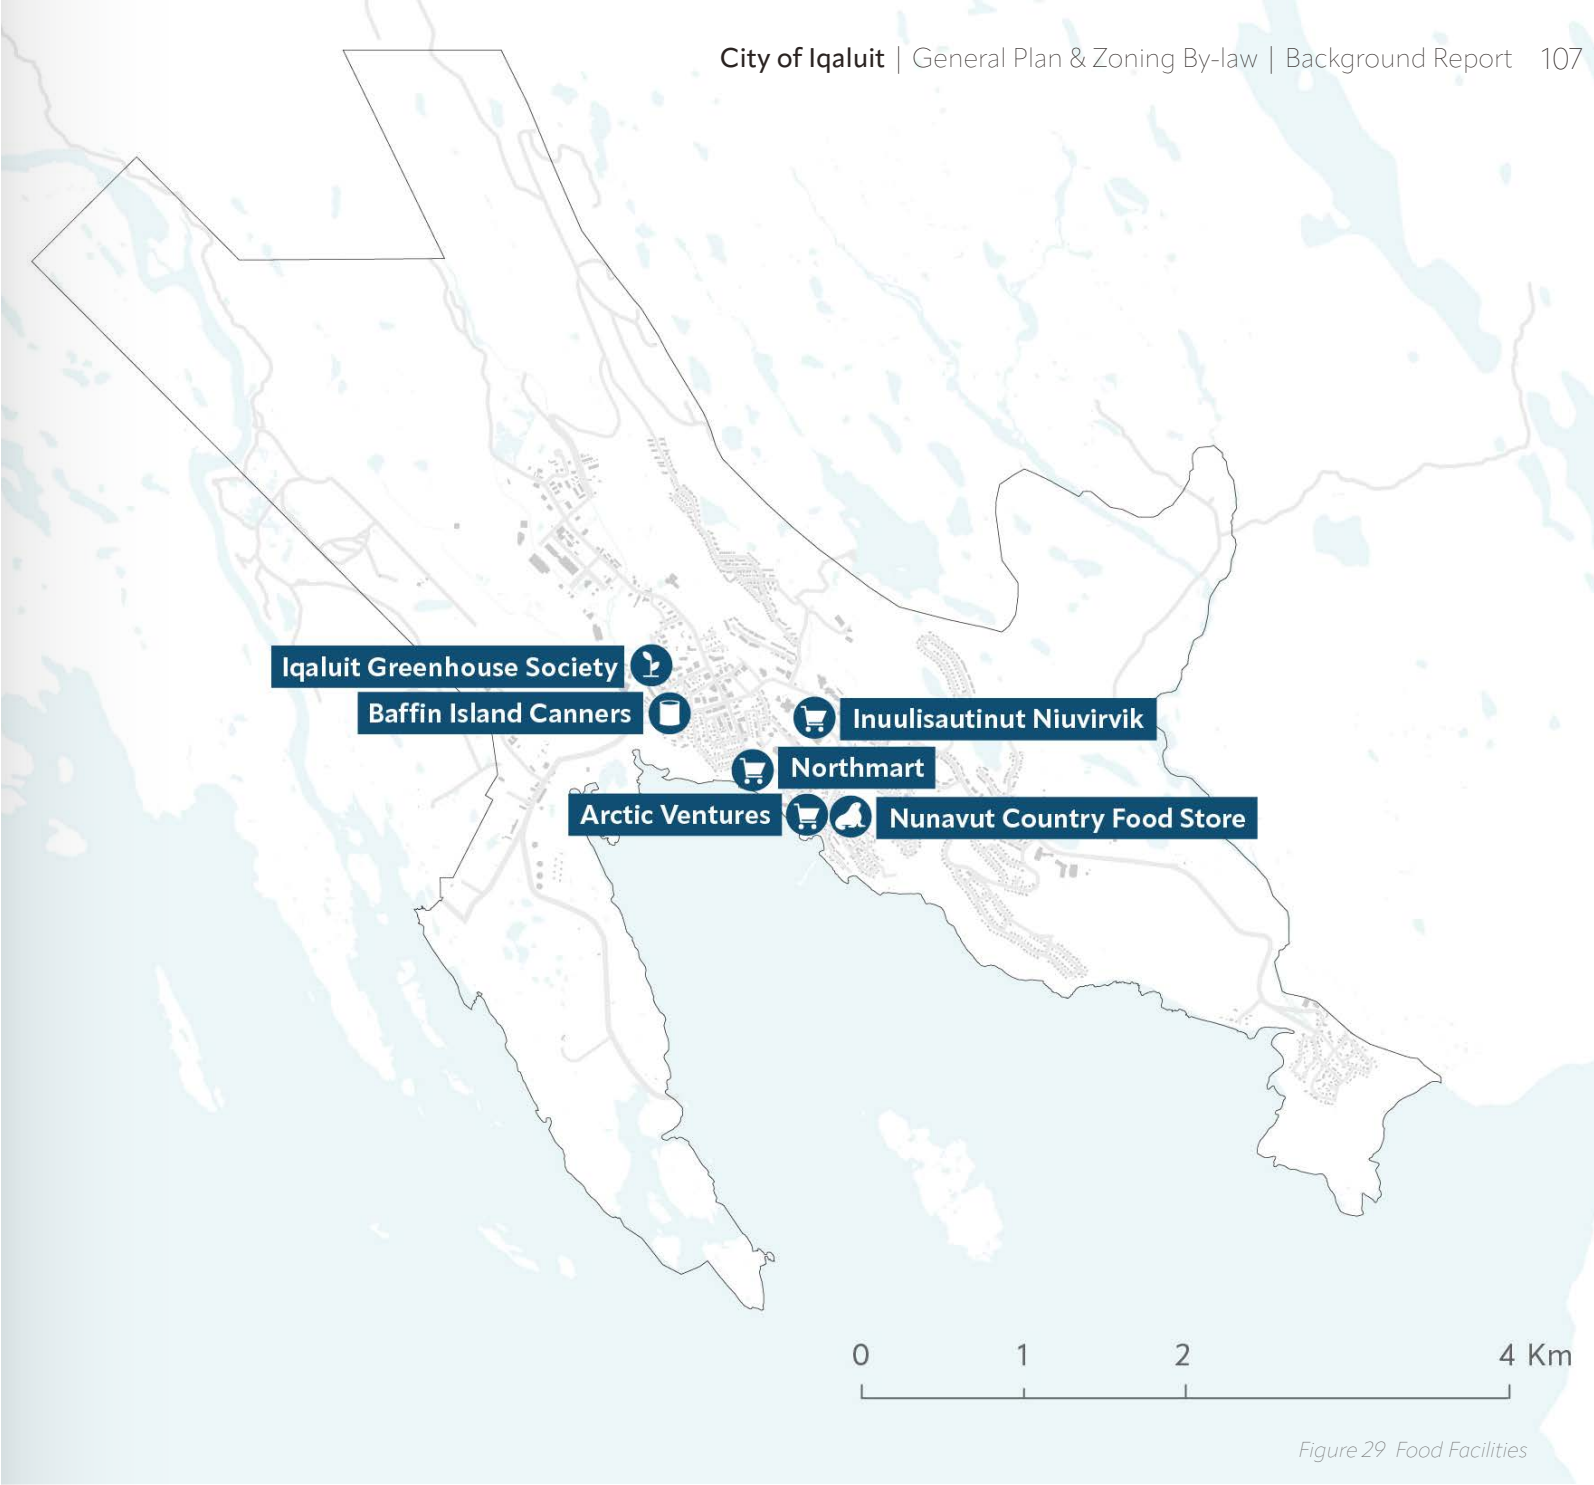 City of Iqaluit | General Plan & Zoning By-law | Background Report 107
Iqaluit Greenhouse Society
Baffin Island Canners
Inuulisautinut Niuvirvik
Northmart
Arctic Ventures
Nunavut Country Food Store
0 1 2 4 Km
Figure 29 Food Facilities